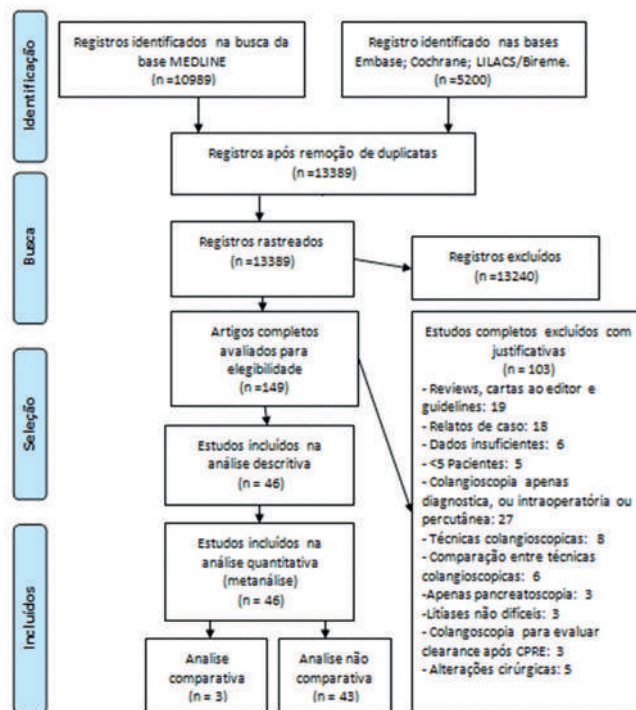 Identificação
Registros identificados na busca da
base MEDLINE
(n =10989)
Registro identificado nas bases
Embase; Cochrane; LILACS/Bireme.
(n =5200)
Registros após remoção de duplicatas
(n =13389)
Busca
Registros rastreados
(n =13389)
Registros excluídos
(n =13240)
Seleção
Artigos completos
avaliados para
elegibilidade
(n =149)
Estudos completos excluídos com
justificativas
(n = 103)
- Reviews, cartas ao editor e
guidelines: 19
- Relatos de caso: 18
- Dados insuficientes: 6
- <5 Pacientes: 5
- Colangioscopia apenas
diagnostica, ou intraoperatória ou
percutânea: 27
- Técnicas colangioscopicas: 8
- Comparação entre técnicas
colangioscopicas: 6
-Apenas pancreatoscopia: 3
-Litíases não difíceis: 3
- Colangoscopia para evaluar
clearance após CPRE: 3
- Alterações cirúrgicas: 5
Estudos incluídos na
análise descritiva
(n = 46)
Incluídos
Estudos incluídos na
análise quantitativa
(metanálise)
(n = 46)
Analise
comparativa
(n = 3)
Analise não
comparativa
(n = 43)